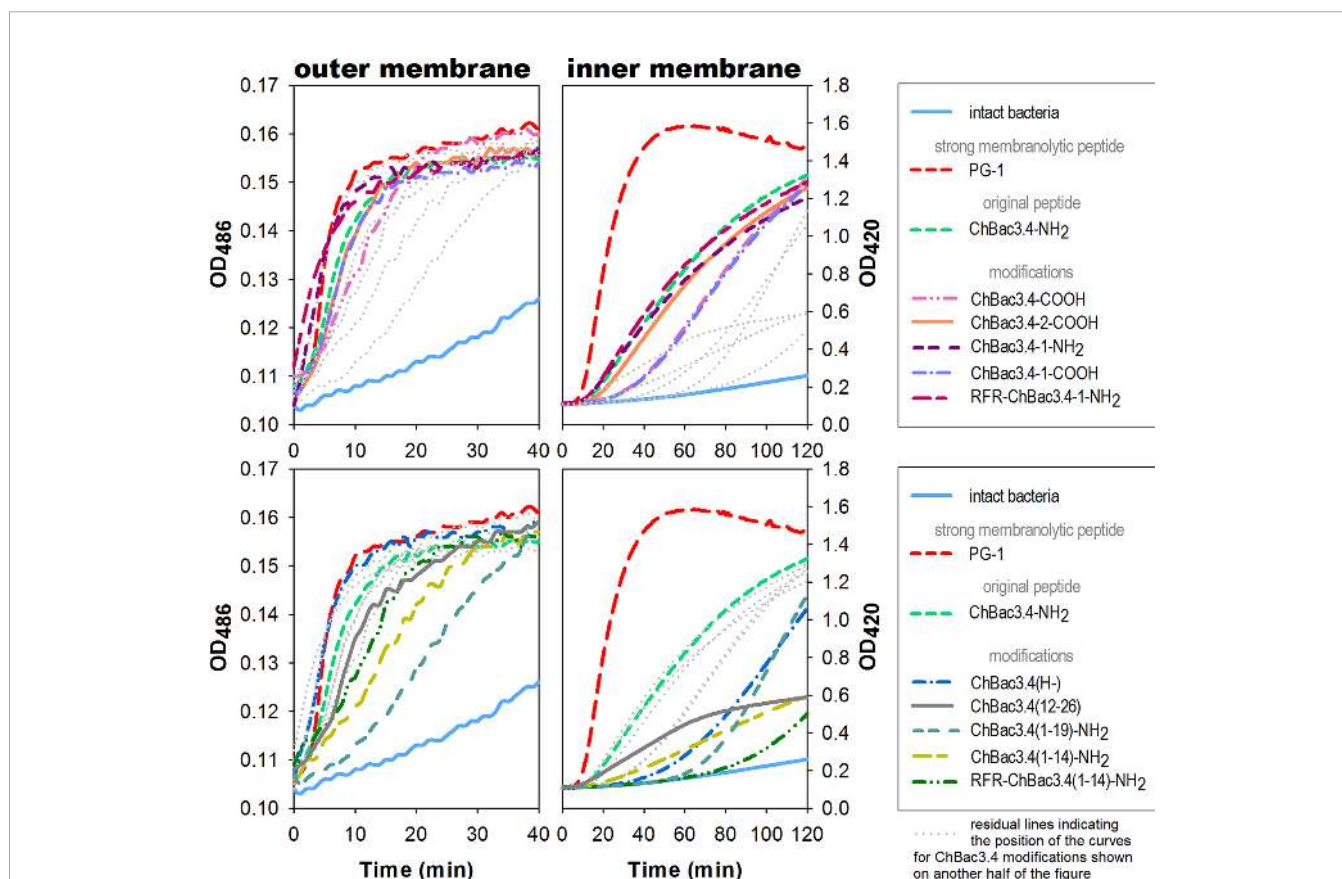 outer membrane
inner membrane
0.17
0.16
0.15
0.14
0.13
0.12
0.11
0.10
OD486
0 10 20 30 40
1.8
1.6
1.4
1.2
1.0
0.8
0.6
0.4
0.2
0.0
OD420
0 20 40 60 80 100 120
intact bacteria
strong membranolytic peptide
PG-1
original peptide
ChBac3.4-NH2
modifications
ChBac3.4-COOH
ChBac3.4-2-COOH
ChBac3.4-1-NH2
ChBac3.4-1-COOH
RFR-ChBac3.4-1-NH2
0.17
0.16
0.15
0.14
0.13
0.12
0.11
0.10
OD486
0 10 20 30 40
Time (min)
1.8
1.6
1.4
1.2
1.0
0.8
0.6
0.4
0.2
0.0
OD420
0 20 40 60 80 100 120
Time (min)
intact bacteria
strong membranolytic peptide
PG-1
original peptide
ChBac3.4-NH2
modifications
ChBac3.4(H-)
ChBac3.4(12-26)
ChBac3.4(1-19)-NH2
ChBac3.4(1-14)-NH2
RFR-ChBac3.4(1-14)-NH2
residual lines indicating
the position of the curves
for ChBac3.4 modifications shown
on another half of the figure